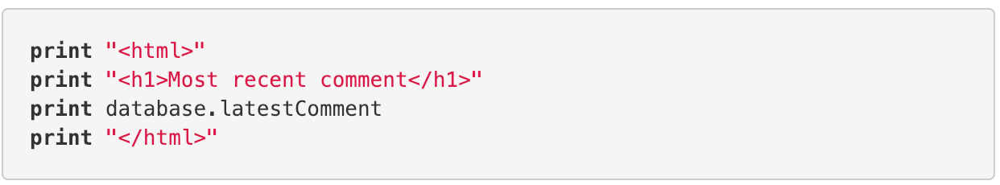 print "<html>"
print "<h1>Most recent comment</h1>"
print database.latestComment
print "</html>"